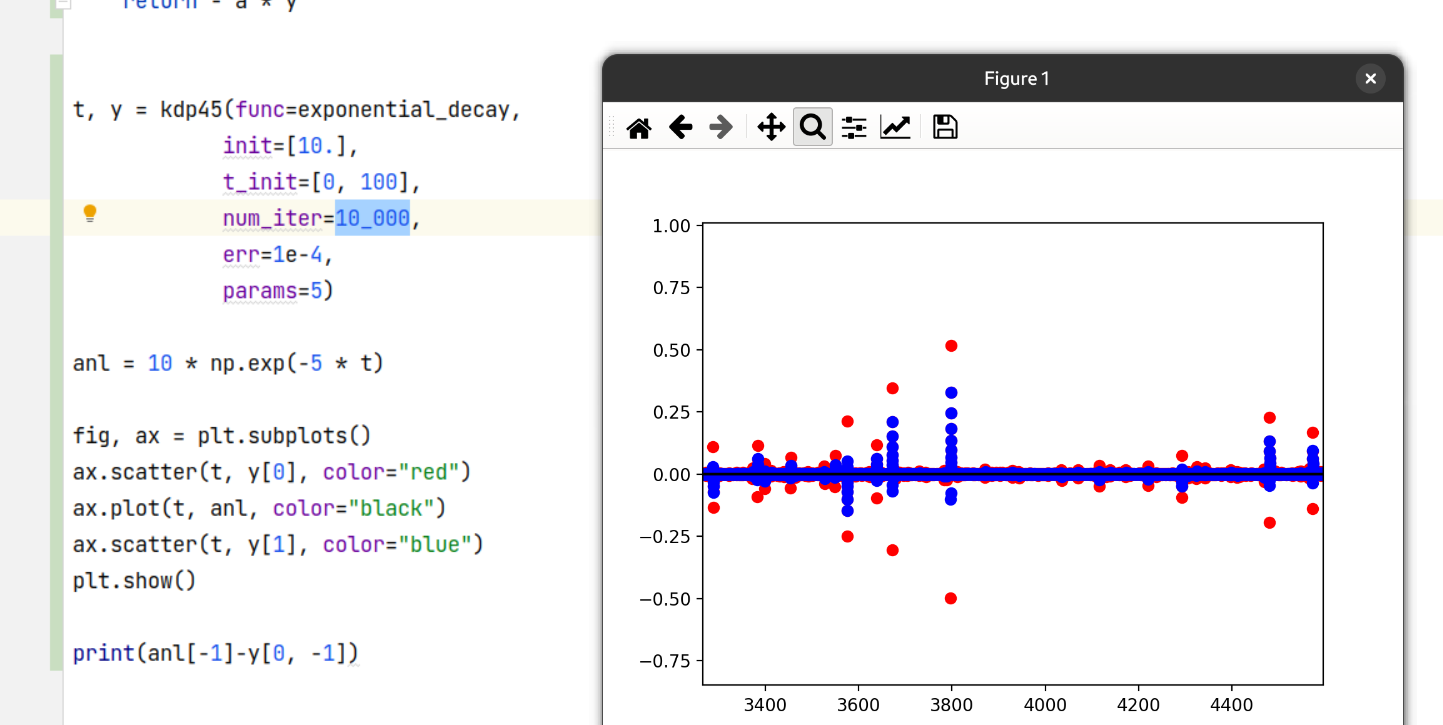 return - a * y
t, y = kdp45(func=exponential_decay,
init=[10.],
t_init=[0, 100],
num_iter=10_000,
err=1e-4,
params=5)
anl = 10 * np.exp(-5 * t)
fig, ax = plt.subplots()
ax.scatter(t, y[0], color="red")
ax.plot(t, anl, color="black")
ax.scatter(t, y[1], color="blue")
plt.show()
print(anl[-1]-y[0, -1])
Figure 1
1.00
0.75
0.50
0.25
0.00
−0.25
−0.50
−0.75
3400 3600 3800 4000 4200 4400